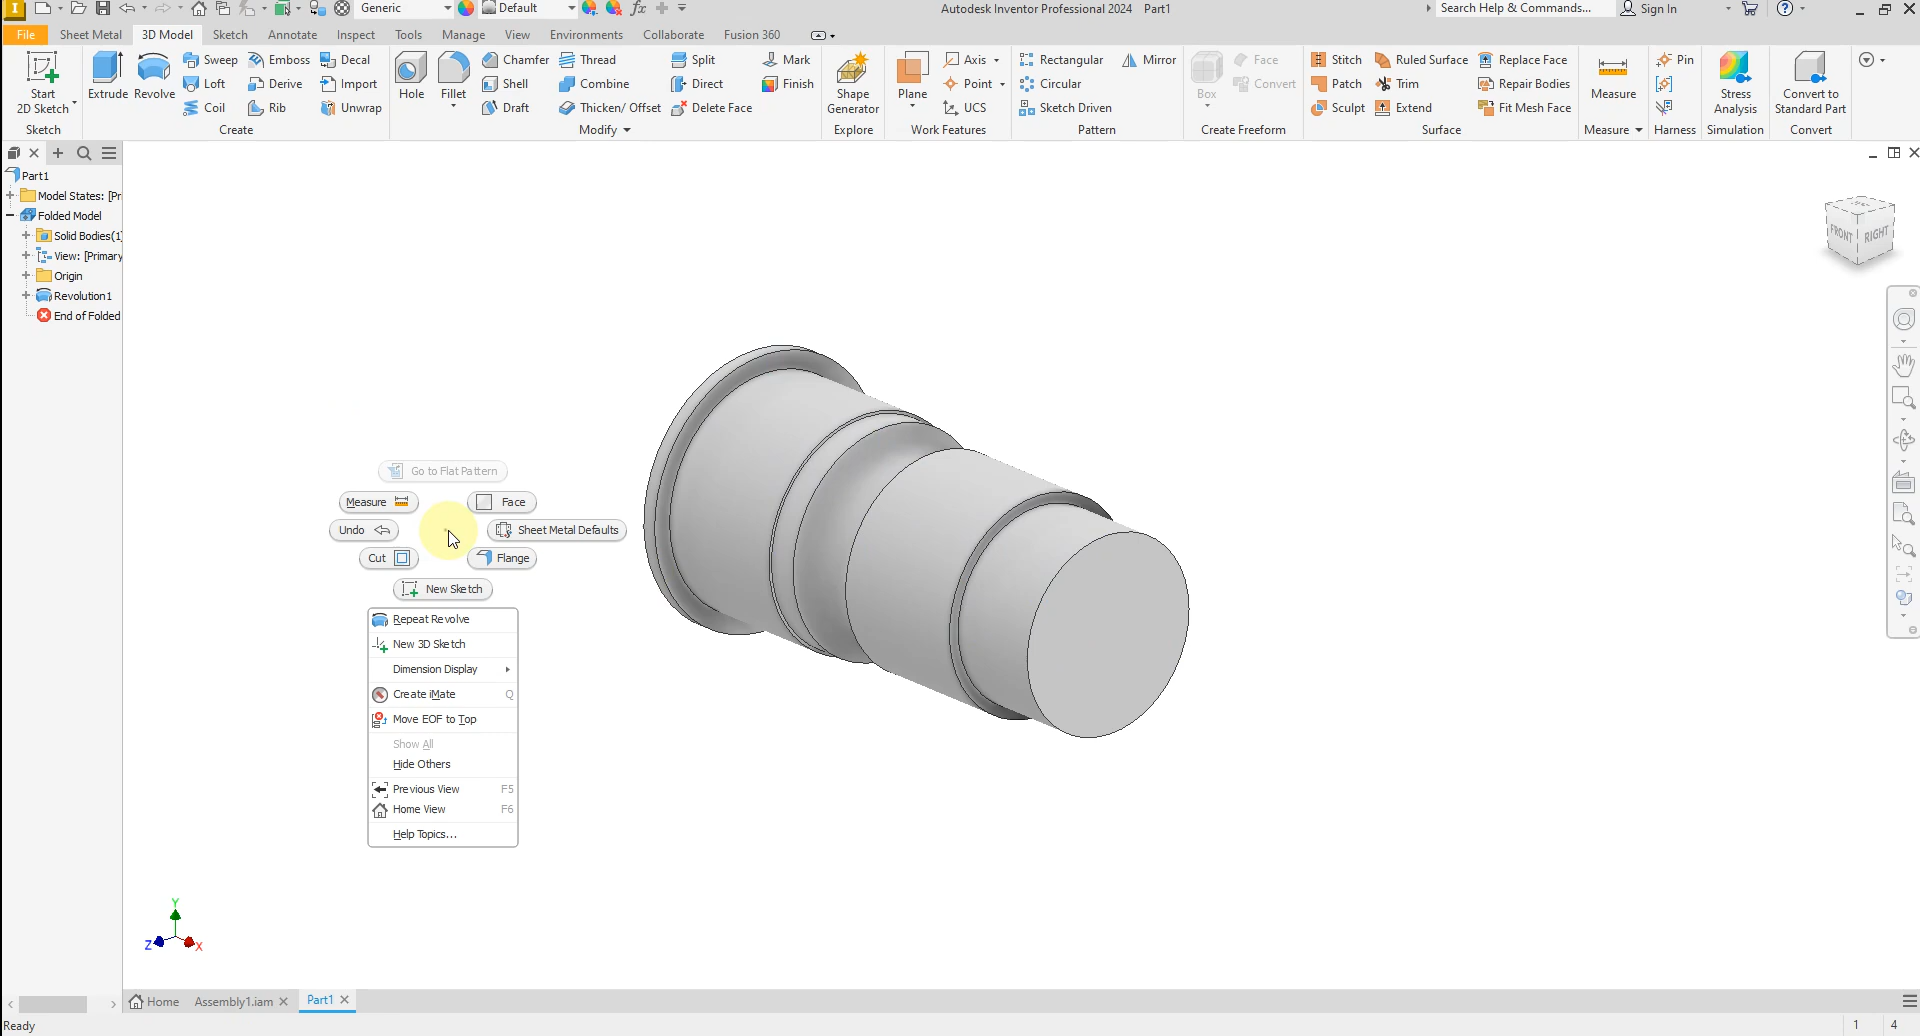 Generic
Default
Autodesk Inventor Professional 2024 Part1
Search Help & Commands...
Sign In
File Sheet Metal 3D Model Sketch Annotate Inspect Tools Manage View Environments Collaborate Fusion 360
Start
2D Sketch
Sketch
Extrude
Revolve
Sweep
Loft
Coil
Emboss
Derive
Rib
Decal
Import
Unwrap
Create
Hole
Fillet
Chamfer
Shell
Draft
Thread
Combine
Thicken/ Offset
Split
Direct
Delete Face
Mark
Finish
Modify
Shape
Generator
Explore
Plane
Axis
Point
UCS
Work Features
Rectangular
Circular
Sketch Driven
Mirror
Pattern
Box
Face
Convert
Create Freeform
Stitch
Patch
Sculpt
Ruled Surface
Trim
Extend
Replace Face
Repair Bodies
Fit Mesh Face
Surface
Measure
Measure
Pin
Harness
Stress
Analysis
Simulation
Convert to
Standard Part
Convert
Part1
Model States: [Pr
Folded Model
Solid Bodies(1)
View: [Primary
Origin
Revolution1
End of Folded
FRONT
RIGHT
Go to Flat Pattern
Measure
Face
Undo
Sheet Metal Defaults
Cut
Flange
New Sketch
Repeat Revolve
New 3D Sketch
Dimension Display
Create iMate Q
Move EOF to Top
Show All
Hide Others
Previous View F5
Home View F6
Help Topics...
Y
Z
X
Home Assembly1.iam Part1
Ready
1 4